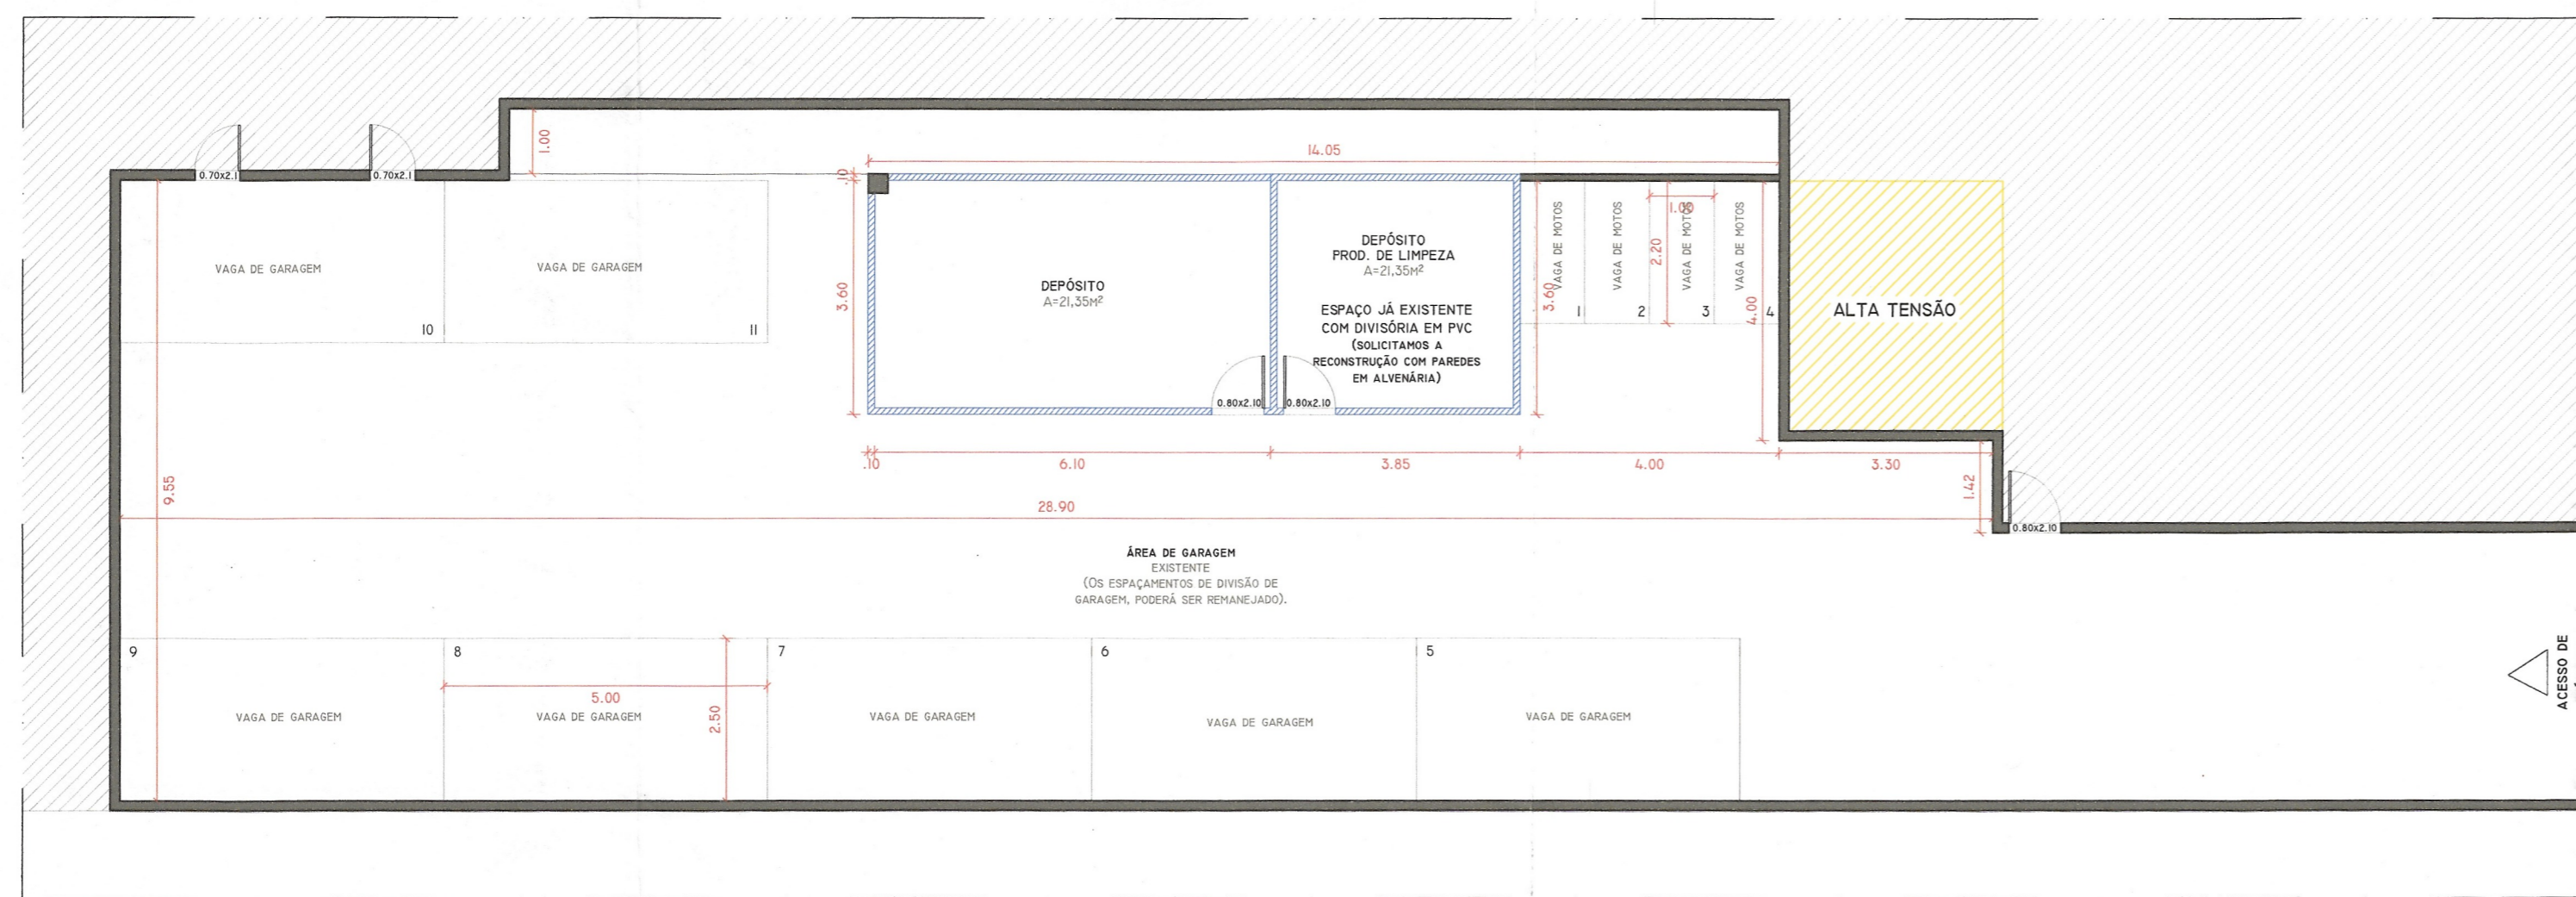 1.00
14.05
0.70x2.1
0.70x2.1
.10
VAGA DE GARAGEM
10
VAGA DE GARAGEM
11
3.60
DEPÓSITO
A=21,35M²
0.80x2.10
DEPÓSITO
PROD. DE LIMPEZA
A=21,35M²
ESPAÇO JÁ EXISTENTE
COM DIVISÓRIA EM PVC
(SOLICITAMOS A
RECONSTRUÇÃO COM PAREDES
EM ALVENÁRIA)
0.80x2.10
3.60
VAGA DE MOTOS
1
VAGA DE MOTOS
2
1.00
2.20
VAGA DE MOTOS
3
VAGA DE MOTOS
4
4.00
ALTA TENSÃO
.10
6.10
3.85
4.00
3.30
1.42
0.80x2.10
9.55
28.90
ÁREA DE GARAGEM
EXISTENTE
(OS ESPAÇAMENTOS DE DIVISÃO DE
GARAGEM, PODERÁ SER REMANEJADO).
9
VAGA DE GARAGEM
8
5.00
VAGA DE GARAGEM
2.50
7
VAGA DE GARAGEM
6
VAGA DE GARAGEM
5
VAGA DE GARAGEM
ACESSO DE